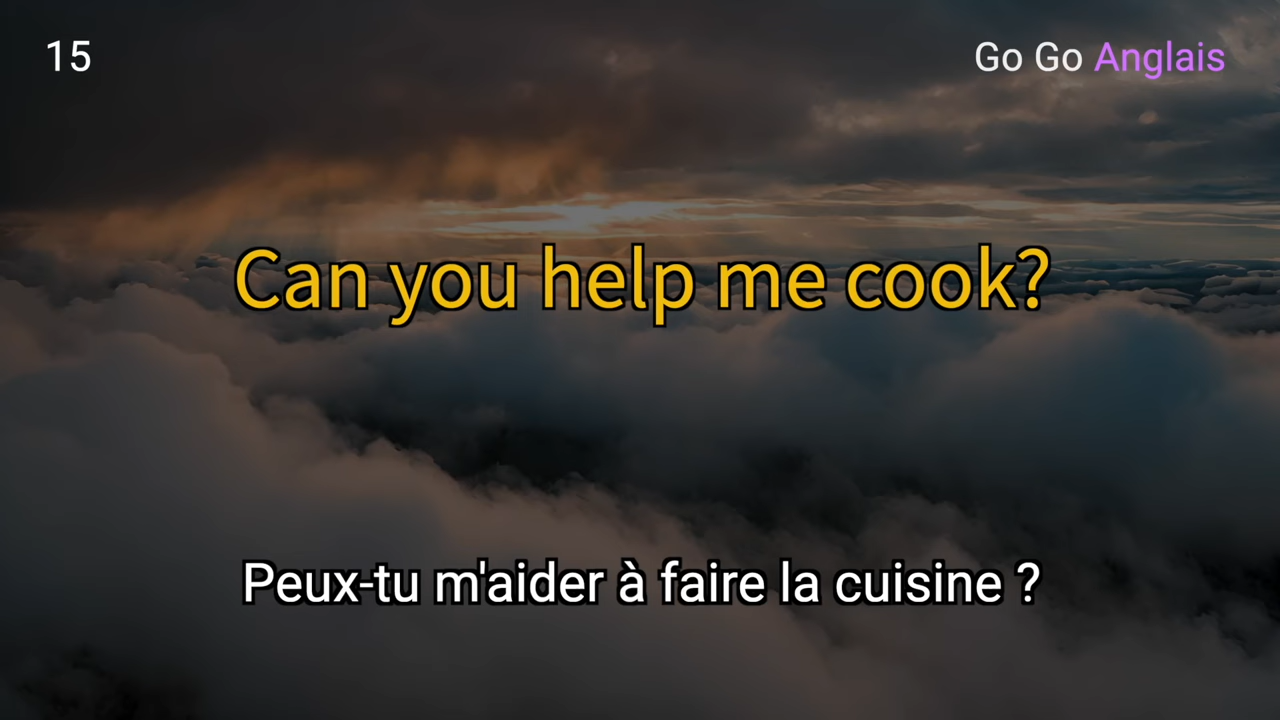 15
Go Go Anglais
Can you help me cook?
Peux-tu m'aider à faire la cuisine ?